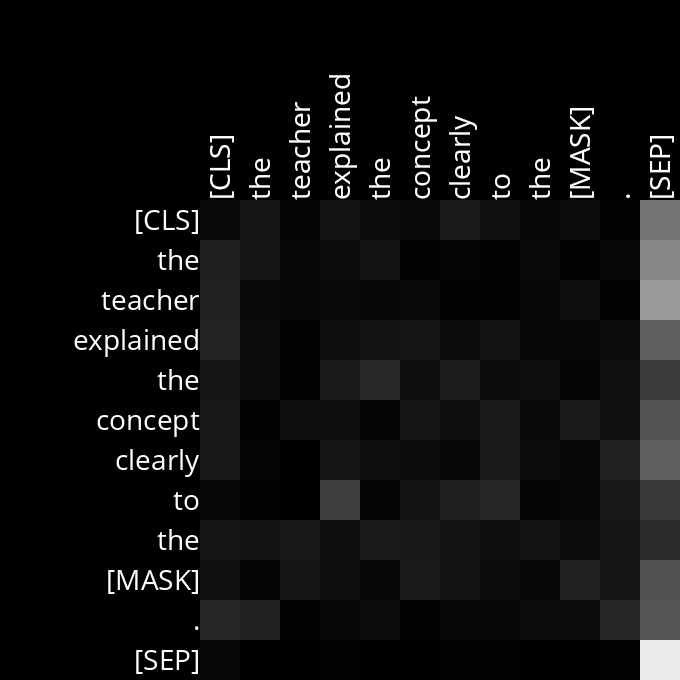 [CLS] the teacher explained the concept clearly to the [MASK] . [SEP]
[CLS]
the
teacher
explained
the
concept
clearly
to
the
[MASK]
.
[SEP]